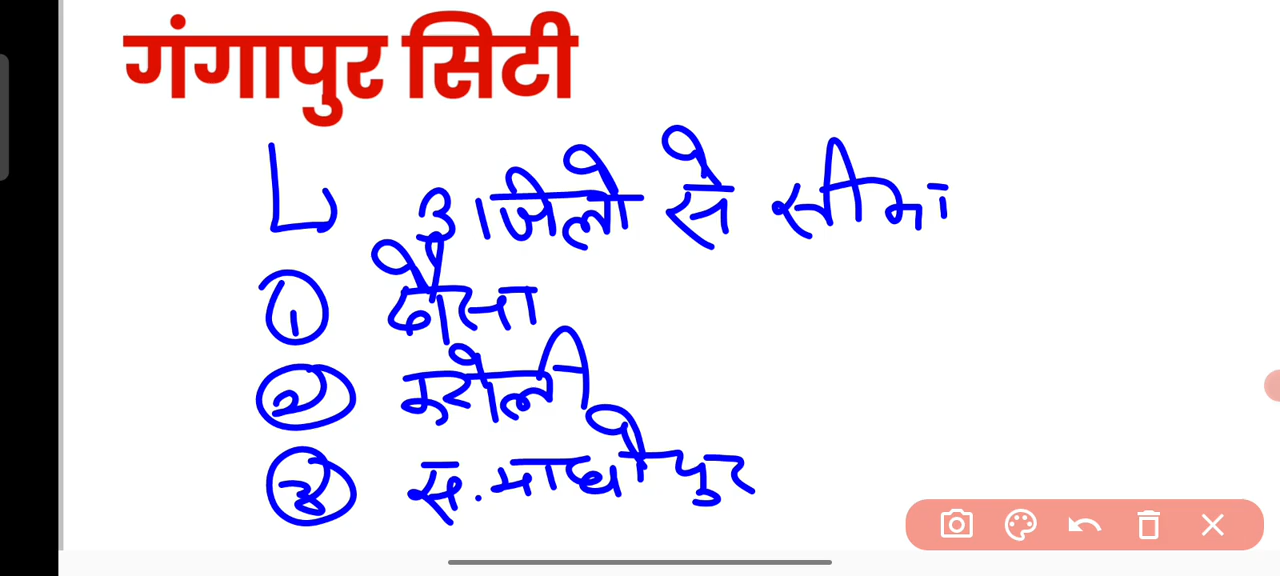 गंगापुर सिटी
3 जिलों से सीमा
① दौसा
② करौली
③ स. माधोपुर